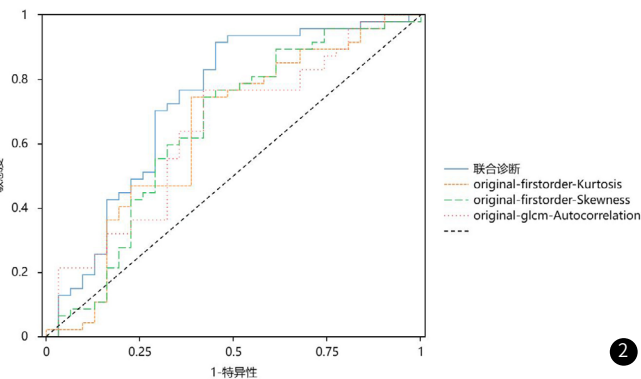 1
0.8
0.6
0.4
0.2
0
0
0.25
0.5
0.75
1
1-特异性
联合诊断
original-firstorder-Kurtosis
original-firstorder-Skewness
original-glcm-Autocorrelation
2